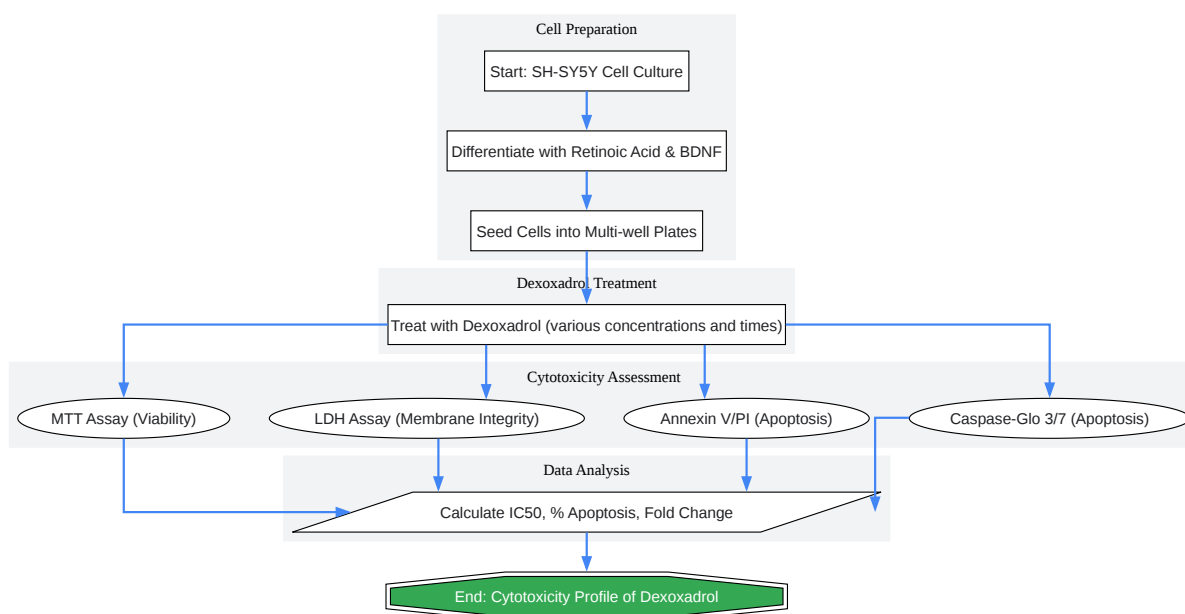 Cell Preparation
Start: SH-SY5Y Cell Culture
Differentiate with Retinoic Acid & BDNF
Seed Cells into Multi-well Plates
Dexoxadrol Treatment
Treat with Dexoxadrol (various concentrations and times)
Cytotoxicity Assessment
MTT Assay (Viability)
LDH Assay (Membrane Integrity)
Annexin V/PI (Apoptosis)
Caspase-Glo 3/7 (Apoptosis)
Data Analysis
Calculate IC50, % Apoptosis, Fold Change
End: Cytotoxicity Profile of Dexoxadrol